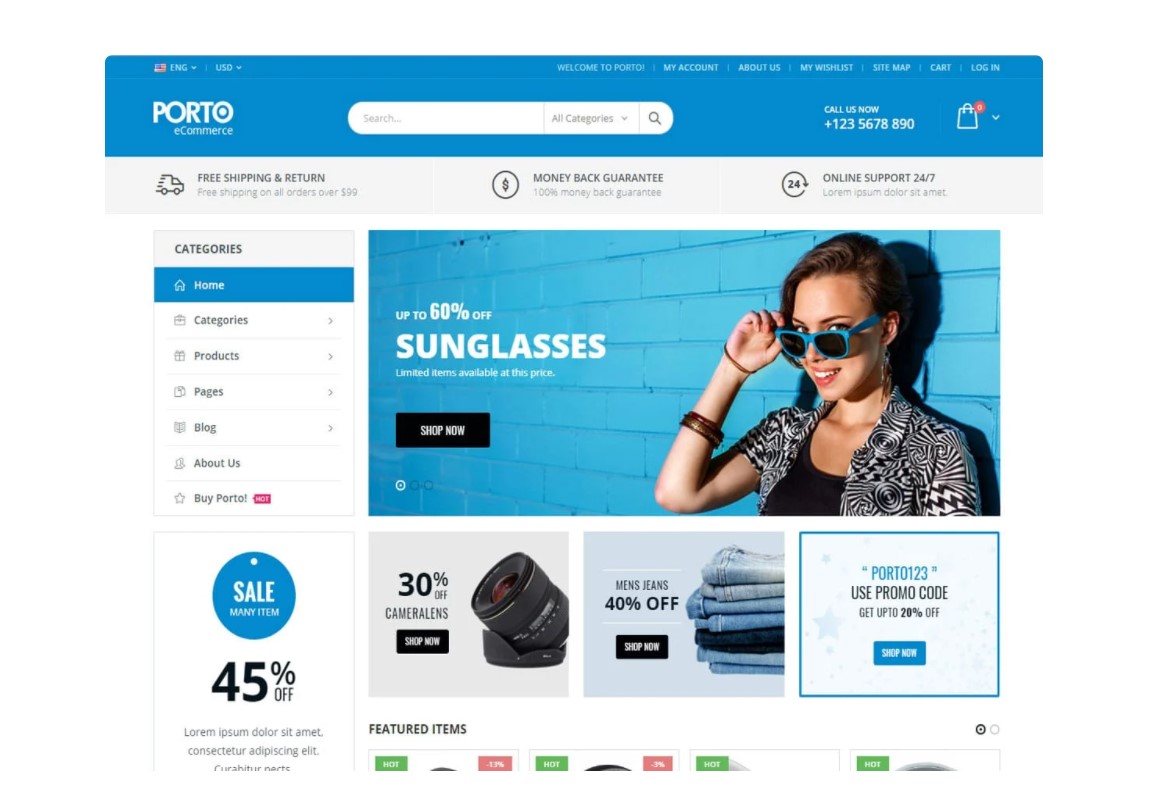 ENG USD WELCOME TO PORTO! MY ACCOUNT ABOUT US MY WISHLIST SITE MAP CART LOG IN
PORTO
eCommerce
Search...
All Categories
CALL US NOW
+123 5678 890
0
FREE SHIPPING & RETURN
Free shipping on all orders over $99
MONEY BACK GUARANTEE
100% money back guarantee
24
ONLINE SUPPORT 24/7
Lorem ipsum dolor sit amet.
CATEGORIES
Home
Categories
Products
Pages
Blog
About Us
Buy Porto! HOT
UP TO 60% OFF
SUNGLASSES
Limited items available at this price.
SHOP NOW
SALE
MANY ITEM
45% OFF
Lorem ipsum dolor sit amet,
consectetur adipiscing elit.
Curabitur nects
30% OFF
CAMERALENS
SHOP NOW
MENS JEANS
40% OFF
SHOP NOW
“ PORTO123 ”
USE PROMO CODE
GET UPTO 20% OFF
SHOP NOW
FEATURED ITEMS
HOT -13% HOT -3% HOT HOT